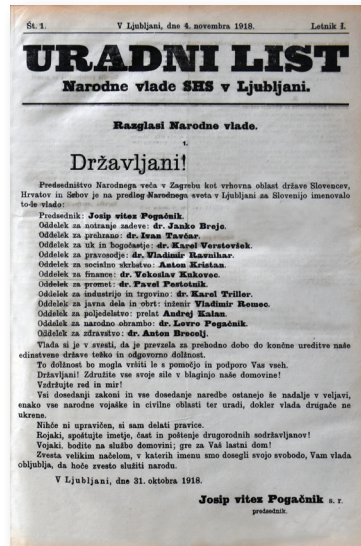 Št. 1. V Ljubljani, dne 4. novembra 1918. Letnik I.
URADNI LIST
Narodne vlade SHS v Ljubljani.
Razglasi Narodne vlade.
1.
Državljani!
Predsedništvo Narodnega veča v Zagrebu kot vrhovna oblast države Slovencev,
Hrvatov in Srbov je na predlog Narodnega sveta v Ljubljani za Slovenijo imenovalo
to-le vlado:
Predsednik: Josip vitez Pogačnik.
Oddelek za notranje zadeve: dr. Janko Brejc.
Oddelek za prehrano: dr. Ivan Tavčar.
Oddelek za uk in bogočastje: dr. Karel Verstovšek.
Oddelek za pravosodje: dr. Vladimir Ravnihar.
Oddelek za socialno skrbstvo: Anton Kristan.
Oddelek za finance: dr. Vekoslav Kukovec.
Oddelek za promet: dr. Pavel Pestotnik.
Oddelek za industrijo in trgovino: dr. Karel Triller.
Oddelek za javna dela in obrt: inženir Vladimir Remec.
Oddelek za poljedelstvo: prelat Andrej Kalan.
Oddelek za narodno obrambo: dr. Lovro Pogačnik.
Oddelek za zdravstvo: dr. Anton Brecelj.
Vlada si je v svesti, da je prevzela za prehodno dobo do končne ureditve naše
edinstvene države težko in odgovorno dolžnost.
To dolžnost bo mogla vršiti le s pomočjo in podporo Vas vseh.
Državljani! Združite vse svoje sile v blaginjo naše domovine!
Vzdržujte red in mir!
Vsi dosedanji zakoni in vse dosedanje naredbe ostanejo še nadalje v veljavi,
enako vse narodne vojaške in civilne oblasti ter uradi, dokler vlada drugače ne
ukrene.
Nihče ni upravičen, si sam delati pravice.
Rojaki, spoštujte imetje, čast in poštenje drugorodnih sodržavljanov!
Vojaki, bodite na službo domovini; gre za Vaš lastni dom!
Zvesta velikim načelom, v katerih imenu smo dosegli svojo svobodo, Vam vlada
obljublja, da hoče zvesto služiti narodu.
V Ljubljani, dne 31. oktobra 1918.
Josip vitez Pogačnik s. r.
predsednik.